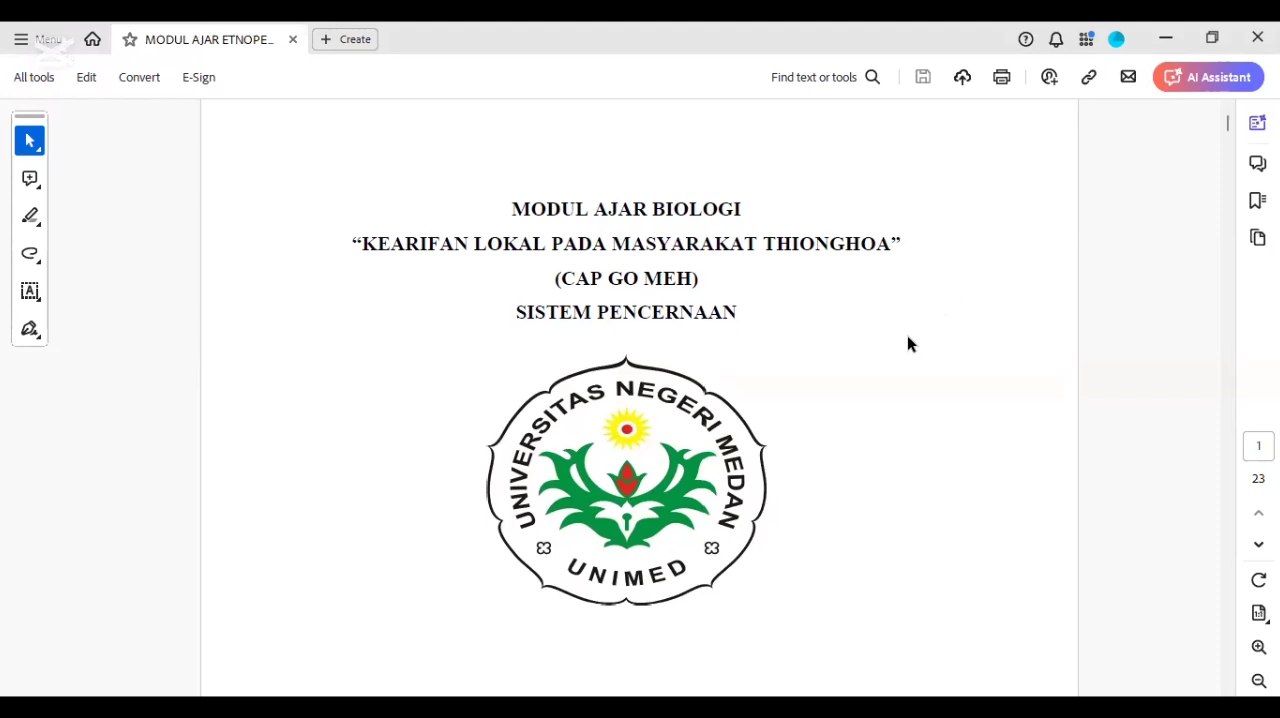 Menu
MODUL AJAR ETNOPE...
Create
All tools
Edit
Convert
E-Sign
Find text or tools
AI Assistant
MODUL AJAR BIOLOGI
“KEARIFAN LOKAL PADA MASYARAKAT THIONGHOA”
(CAP GO MEH)
SISTEM PENCERNAAN
UNIVERSITAS NEGERI MEDAN
UNIMED
1
23